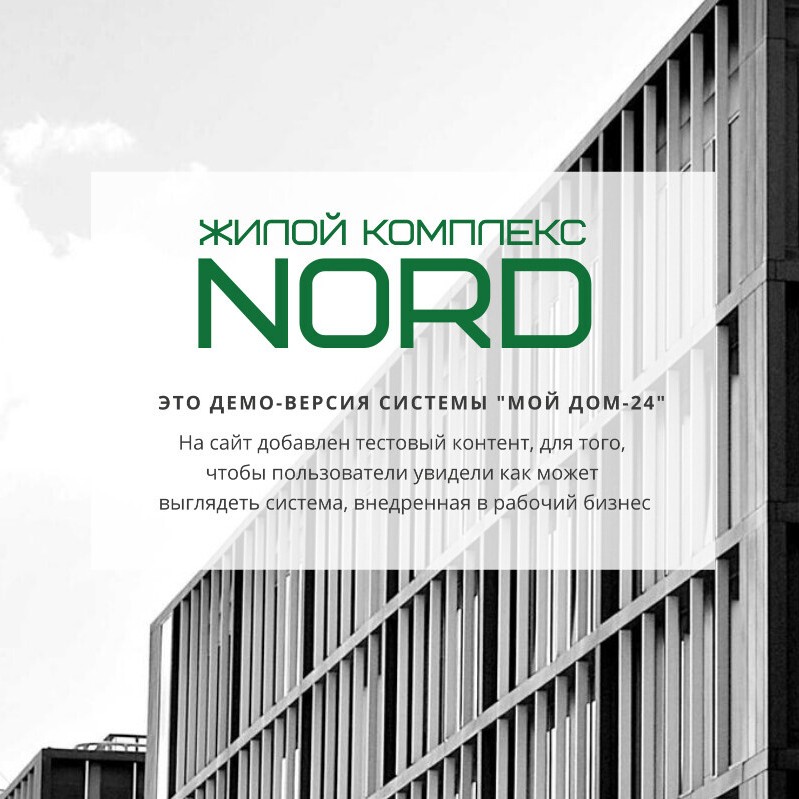 ЖИЛОЙ КОМПЛЕКС
NORD
ЭТО ДЕМО-ВЕРСИЯ СИСТЕМЫ "МОЙ ДОМ-24"
На сайт добавлен тестовый контент, для того,
чтобы пользователи увидели как может
выглядеть система, внедренная в рабочий бизнес